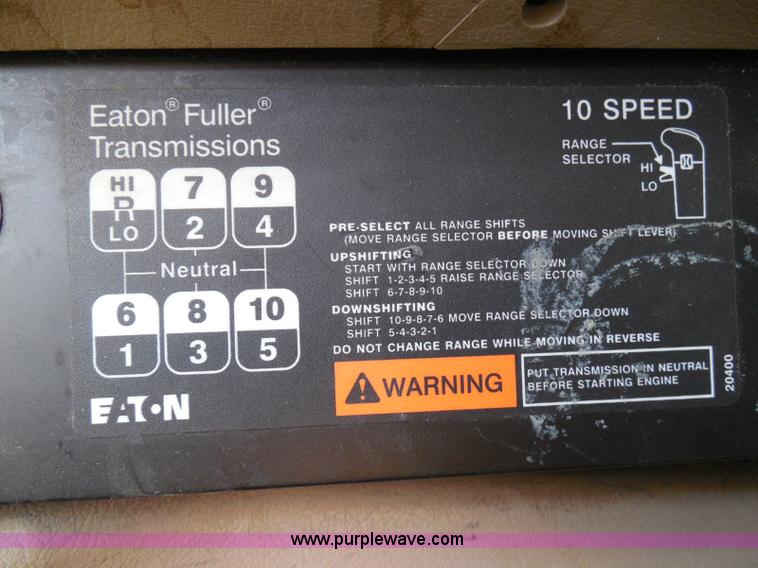 Eaton® Fuller®
Transmissions
10 SPEED
RANGE
SELECTOR
HI
LO
HI
R
LO
7
2
9
4
Neutral
6
1
8
3
10
5
PRE-SELECT ALL RANGE SHIFTS
(MOVE RANGE SELECTOR BEFORE MOVING SHIFT LEVER)
UPSHIFTING
START WITH RANGE SELECTOR DOWN
SHIFT 1-2-3-4-5 RAISE RANGE SELECTOR
SHIFT 6-7-8-9-10
DOWNSHIFTING
SHIFT 10-9-8-7-6 MOVE RANGE SELECTOR DOWN
SHIFT 5-4-3-2-1
DO NOT CHANGE RANGE WHILE MOVING IN REVERSE
WARNING
PUT TRANSMISSION IN NEUTRAL
BEFORE STARTING ENGINE
20400
EATON
www.purplewave.com